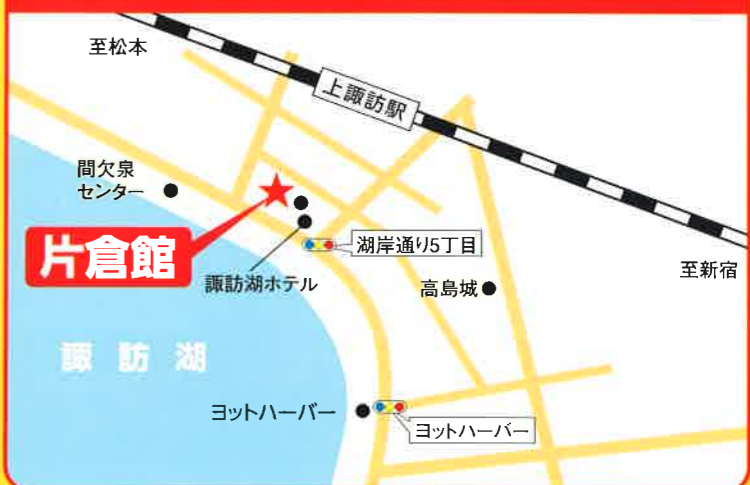 至松本
上諏訪駅
間欠泉
センター
片倉館
湖岸通り5丁目
至新宿
諏訪湖ホテル
高島城
諏訪湖
ヨットハーバー
ヨットハーバー